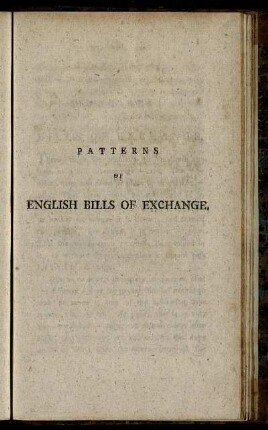 PATTERNS
OF
ENGLISH BILLS OF EXCHANGE.